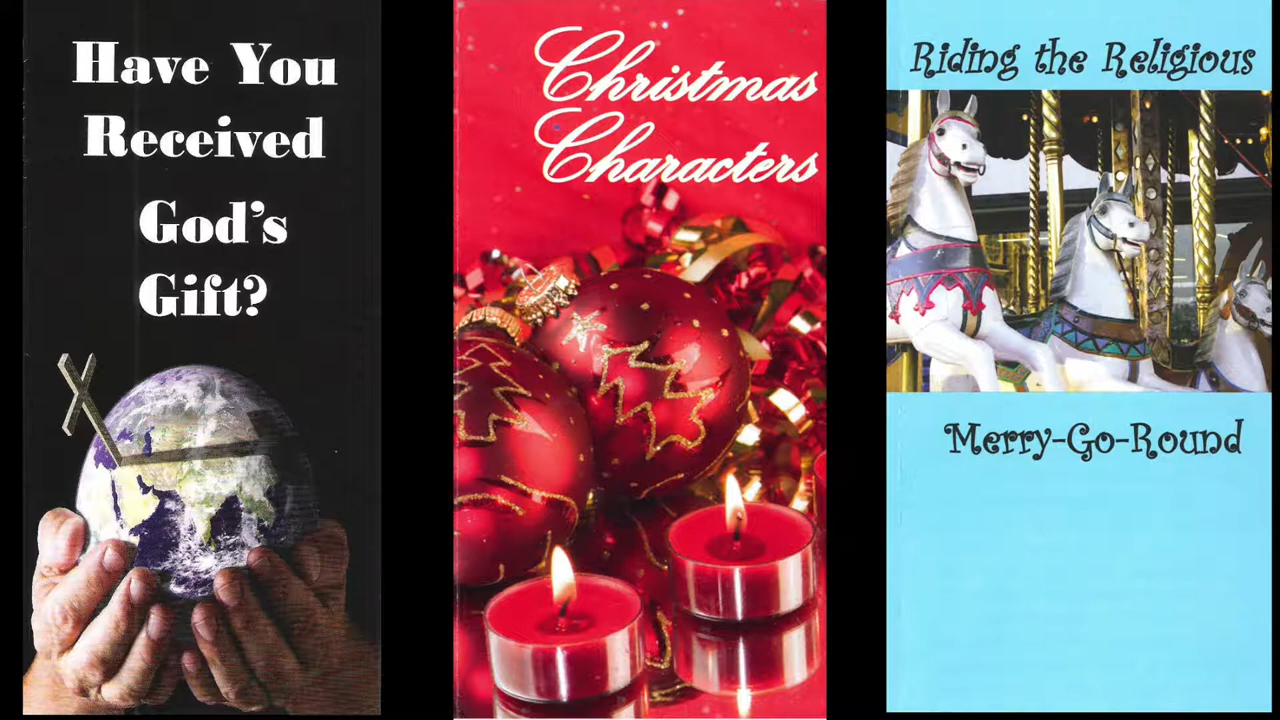 Have You
Received
God's
Gift?
Christmas
Characters
Riding the Religious
Merry-Go-Round